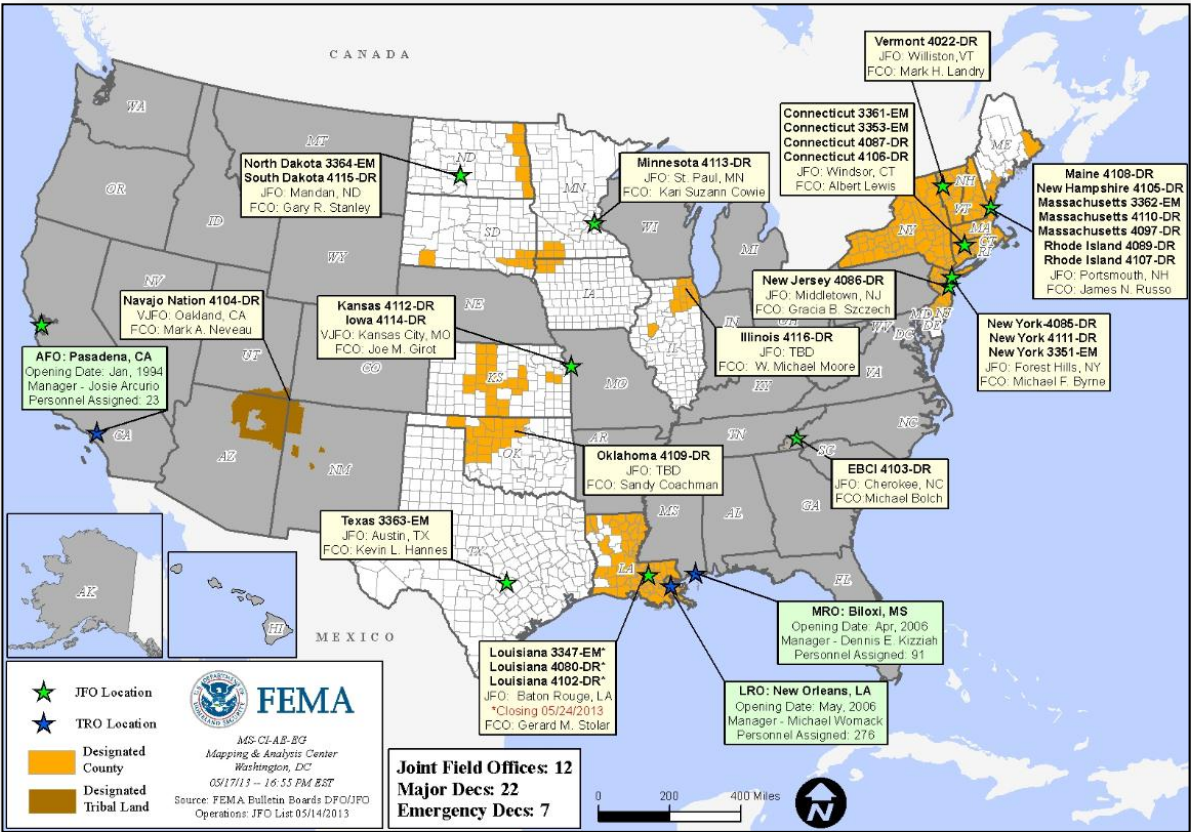 CANADA
WA
MT
ND
MN
OR
ID
SD
WI
MI
WY
NV
NE
IA
UT
CO
KS
MO
IL
IN
KY
WV
VA
MD
DC
DE
NY
NH
VT
ME
MA
CT
RI
CA
AZ
NM
OK
AR
TN
NC
SC
MS
AL
GA
FL
TX
LA
AK
HI
MEXICO
Vermont 4022-DR
JFO: Williston,VT
FCO: Mark H. Landry
Connecticut 3361-EM
Connecticut 3353-EM
Connecticut 4087-DR
Connecticut 4106-DR
JFO: Windsor, CT
FCO: Albert Lewis
North Dakota 3364-EM
South Dakota 4115-DR
JFO: Mandan, ND
FCO: Gary R. Stanley
Minnesota 4113-DR
JFO: St. Paul, MN
FCO: Kari Suzann Cowie
Maine 4108-DR
New Hampshire 4105-DR
Massachusetts 3362-EM
Massachusetts 4110-DR
Massachusetts 4097-DR
Rhode Island 4089-DR
Rhode Island 4107-DR
JFO: Portsmouth, NH
FCO: James N. Russo
Navajo Nation 4104-DR
VJFO: Oakland, CA
FCO: Mark A. Neveau
Kansas 4112-DR
Iowa 4114-DR
VJFO: Kansas City, MO
FCO: Joe M. Girot
New Jersey 4086-DR
JFO: Middletown, NJ
FCO: Gracia B. Szczech
Illinois 4116-DR
JFO: TBD
FCO: W. Michael Moore
New York-4085-DR
New York 4111-DR
New York 3351-EM
JFO: Forest Hills, NY
FCO: Michael F. Byrne
AFO: Pasadena, CA
Opening Date: Jan, 1994
Manager - Josie Arcurio
Personnel Assigned: 23
Oklahoma 4109-DR
JFO: TBD
FCO: Sandy Coachman
EBCI 4103-DR
JFO: Cherokee, NC
FCO:Michael Bolch
Texas 3363-EM
JFO: Austin, TX
FCO: Kevin L. Hannes
MRO: Biloxi, MS
Opening Date: Apr, 2006
Manager - Dennis E. Kizziah
Personnel Assigned: 91
Louisiana 3347-EM*
Louisiana 4080-DR*
Louisiana 4102-DR*
JFO: Baton Rouge, LA
*Closing 05/24/2013
FCO: Gerard M. Stolar
LRO: New Orleans, LA
Opening Date: May, 2006
Manager - Michael Womack
Personnel Assigned: 276
JFO Location
TRO Location
Designated
County
Designated
Tribal Land
FEMA
MS-CI-AE-EG
Mapping & Analysis Center
Washington, DC
05/17/13 -- 16:55 PM EST
Source: FEMA Bulletin Boards DFO/JFO
Operations: JFO List 05/14/2013
Joint Field Offices: 12
Major Decs: 22
Emergency Decs: 7
0 200 400 Miles
N